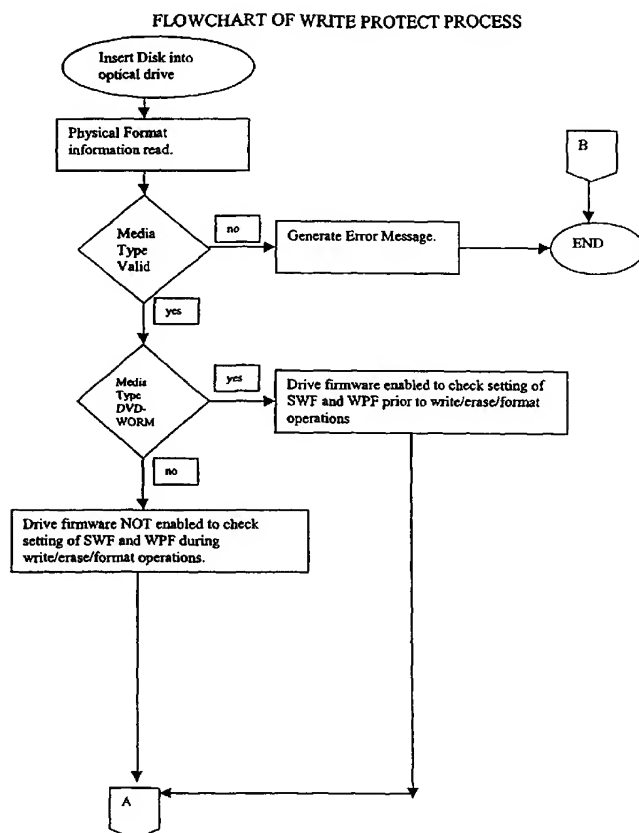 FLOWCHART OF WRITE PROTECT PROCESS
Insert Disk into
optical drive
Physical Format
information read.
B
Media
Type
Valid
no
Generate Error Message.
END
yes
Media
Type
DVD-
WORM
yes
Drive firmware enabled to check setting of
SWF and WPF prior to write/erase/format
operations
no
Drive firmware NOT enabled to check
setting of SWF and WPF during
write/erase/format operations.
A